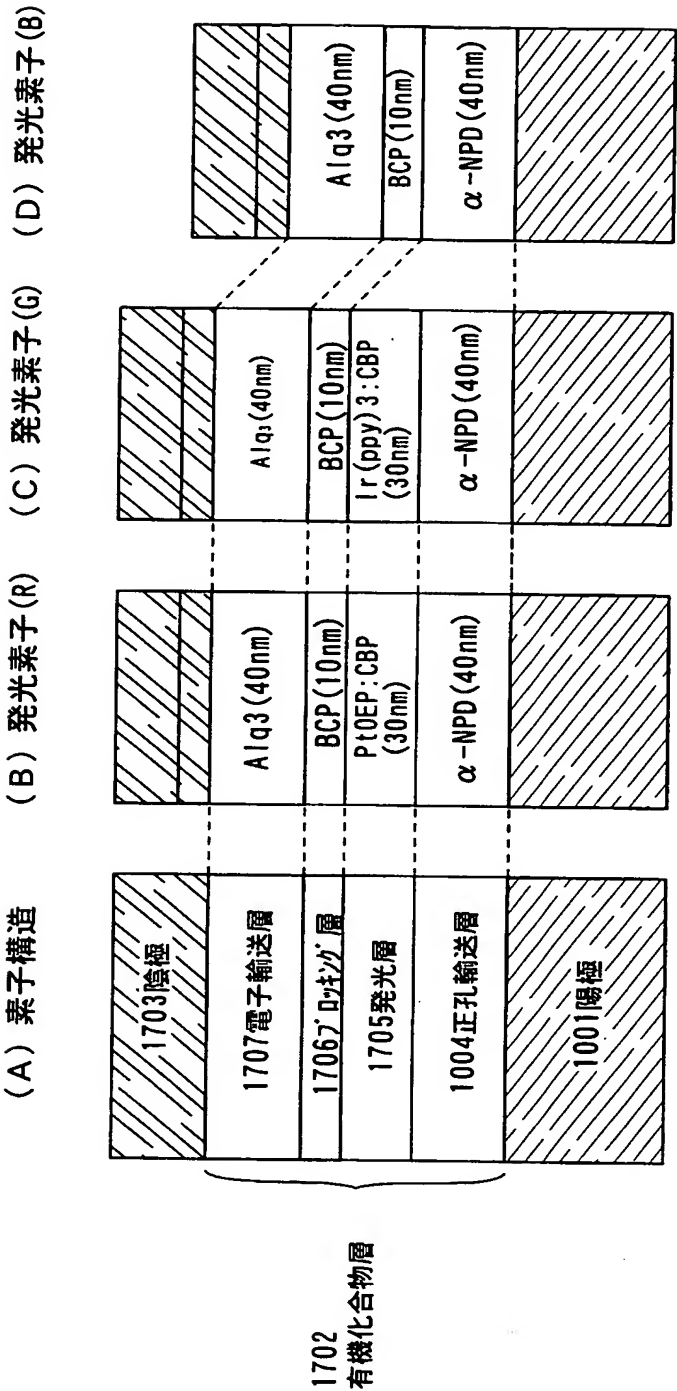 (A) 素子構造
1703陰極
1707電子輸送層
1706ブロッキング層
1705発光層
1004正孔輸送層
1001陽極
1702
有機化合物層
(B) 発光素子(R)
Alq3(40nm)
BCP(10nm)
PtOEP:CBP
(30nm)
α-NPD(40nm)
(C) 発光素子(G)
Alq₃(40nm)
BCP(10nm)
Ir(ppy)3:CBP
(30nm)
α-NPD(40nm)
(D) 発光素子(B)
Alq3(40nm)
BCP(10nm)
α-NPD(40nm)